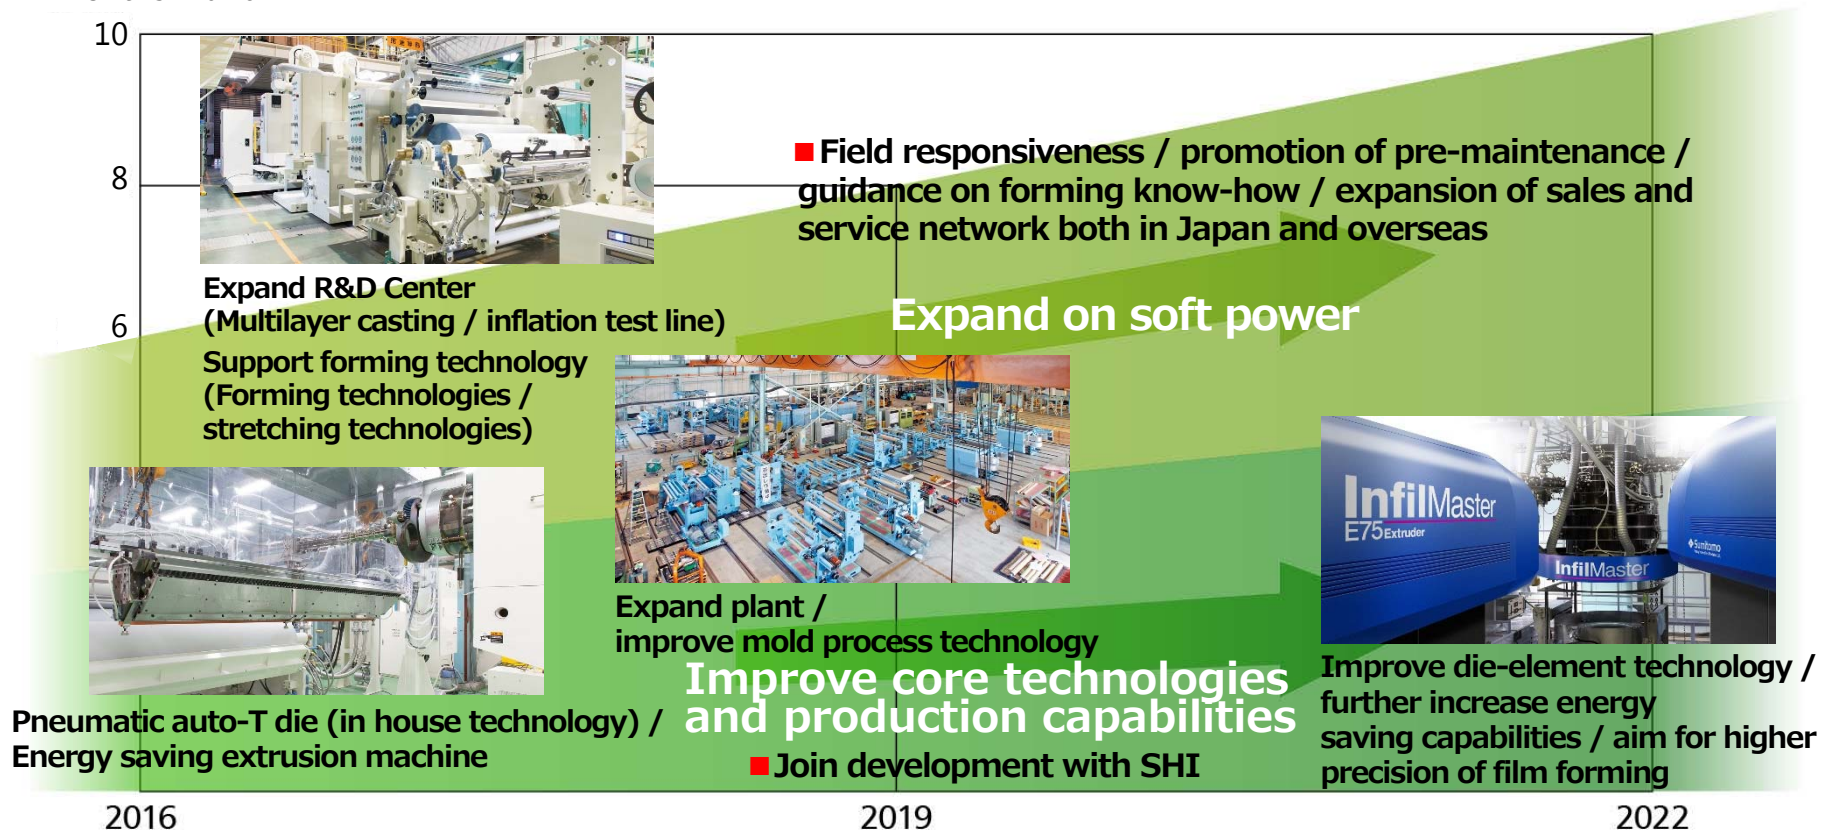 10
8
6
■Field responsiveness / promotion of pre-maintenance /
guidance on forming know-how / expansion of sales and
service network both in Japan and overseas
Expand R&D Center
(Multilayer casting / inflation test line)
Support forming technology
(Forming technologies /
stretching technologies)
Expand on soft power
InfilMaster
E75 Extruder
Sumitomo
InfilMaster
Expand plant /
improve mold process technology
Improve core technologies
and production capabilities
■Join development with SHI
Pneumatic auto-T die (in house technology) /
Energy saving extrusion machine
Improve die-element technology /
further increase energy
saving capabilities / aim for higher
precision of film forming
2016
2019
2022